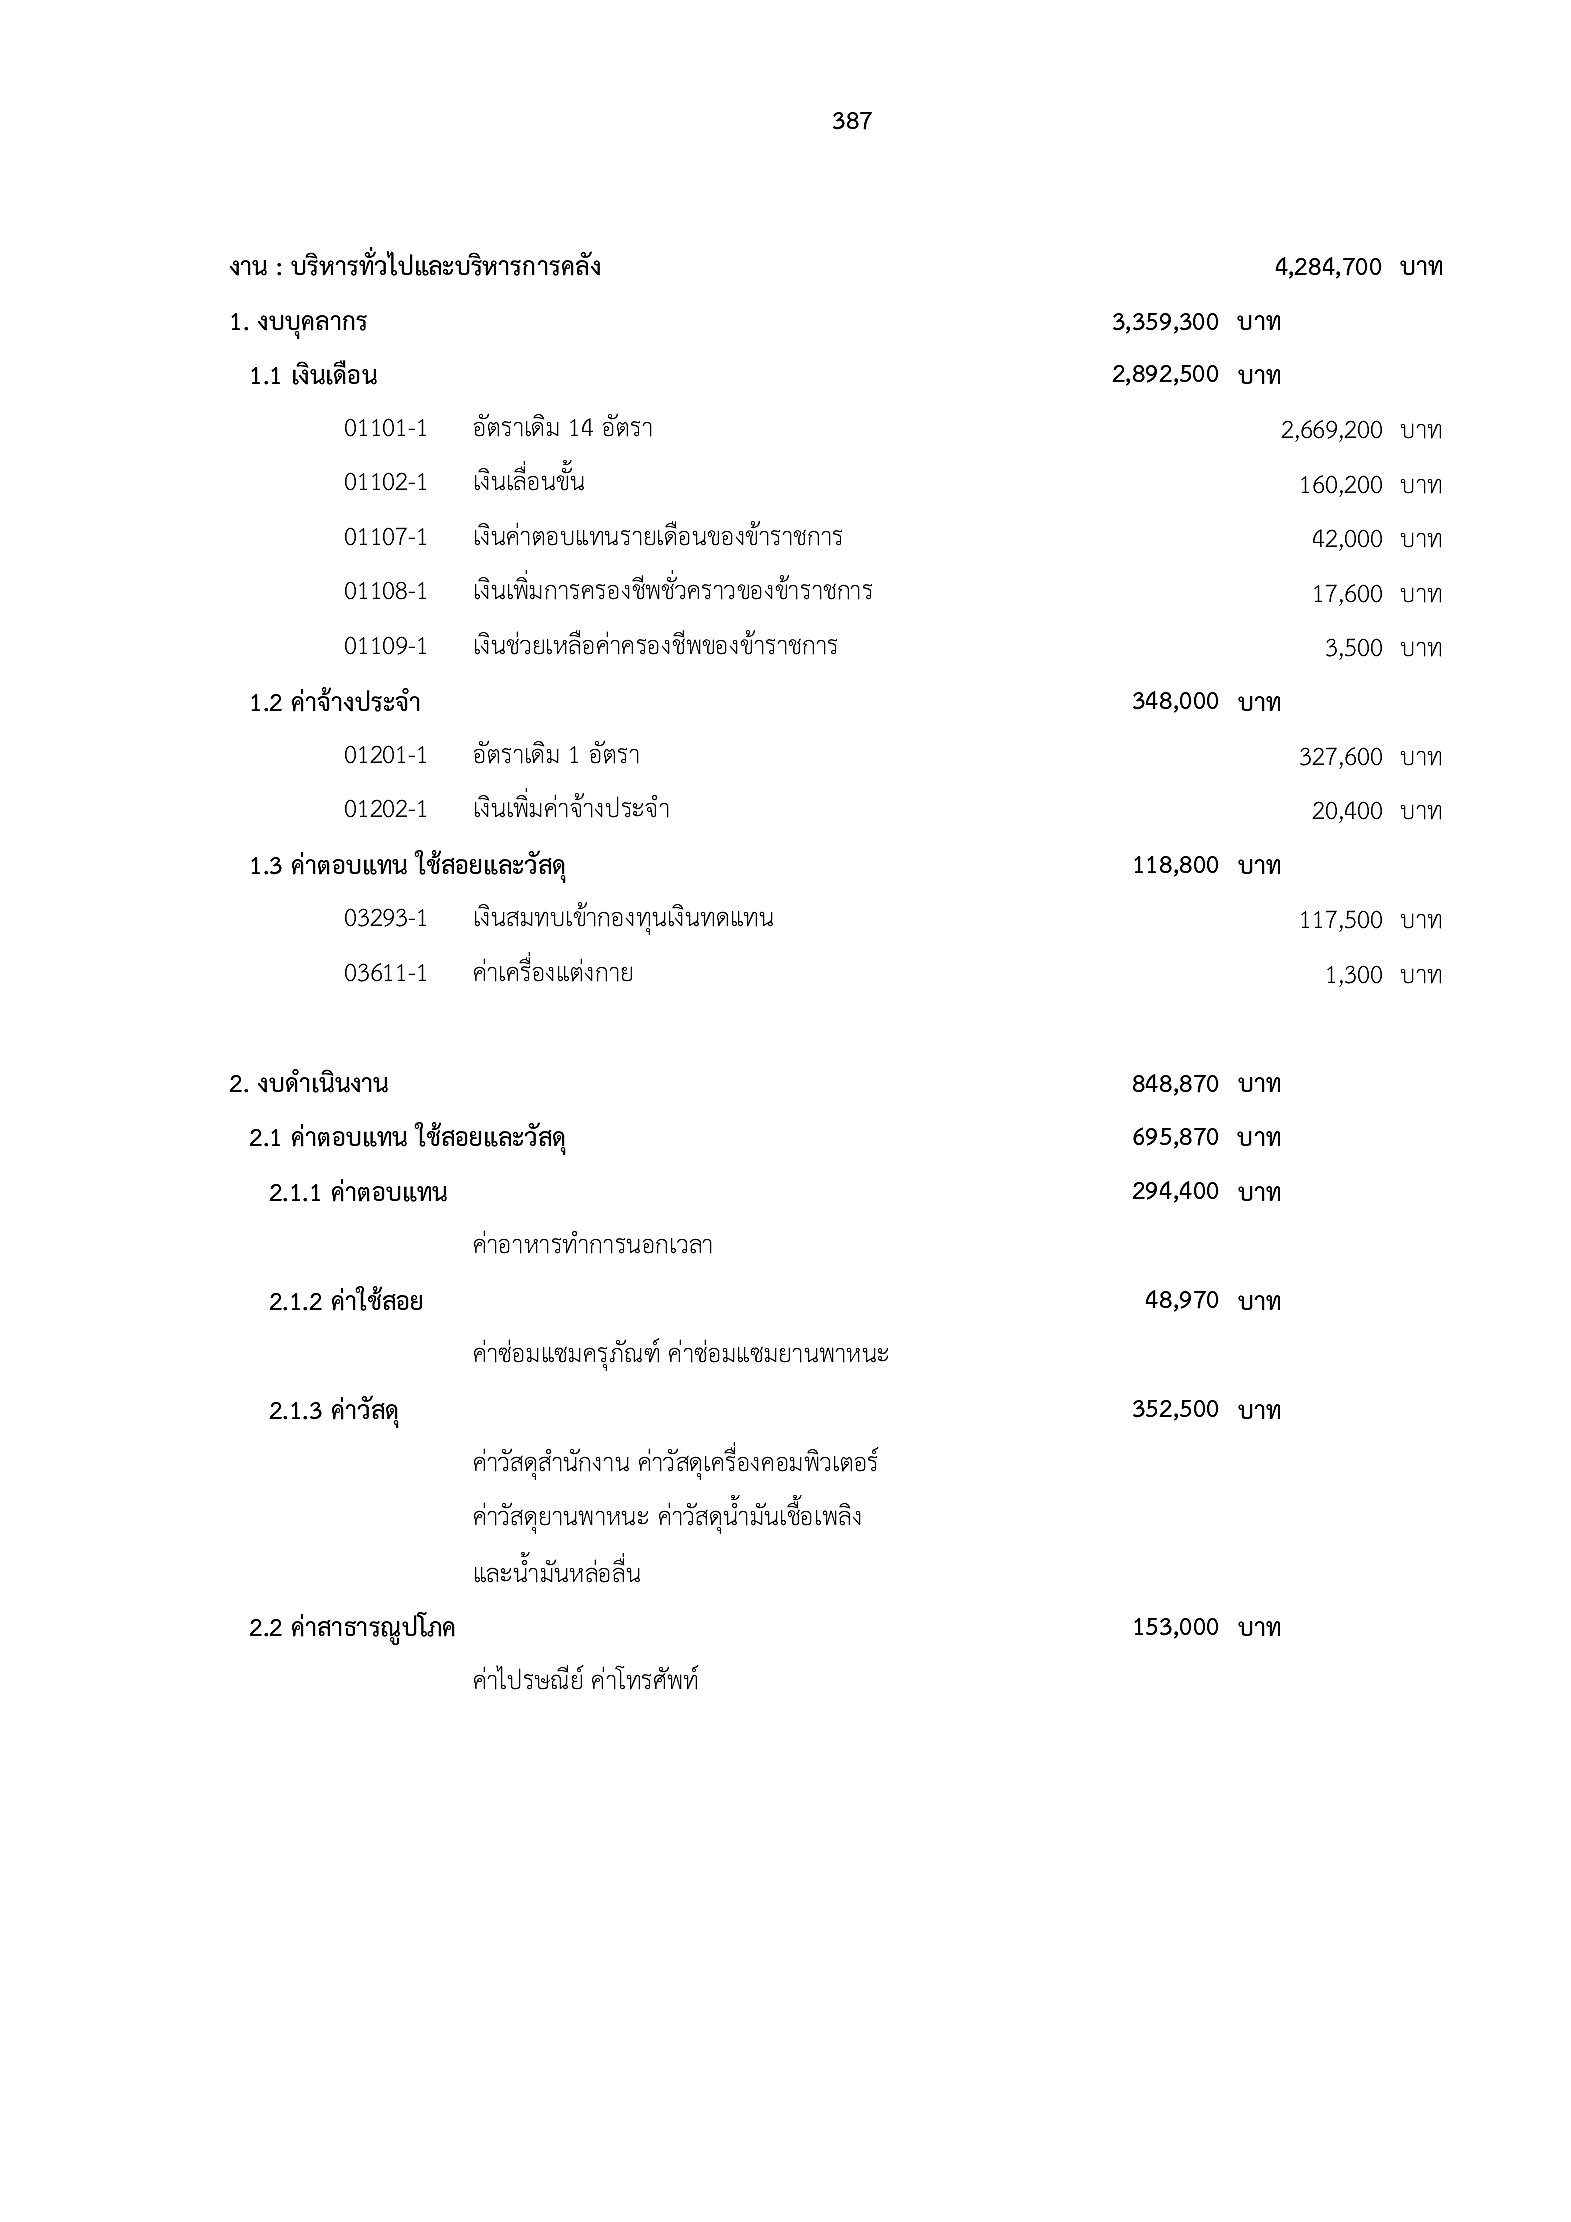 387
งาน : บริหารทั่วไปและบริหารการคลัง 4,284,700 บาท
1. งบบุคลากร 3,359,300 บาท
1.1 เงินเดือน 2,892,500 บาท
01101-1 อัตราเดิม 14 อัตรา 2,669,200 บาท
01102-1 เงินเลื่อนขั้น 160,200 บาท
01107-1 เงินค่าตอบแทนรายเดือนของข้าราชการ 42,000 บาท
01108-1 เงินเพิ่มการครองชีพชั่วคราวของข้าราชการ 17,600 บาท
01109-1 เงินช่วยเหลือค่าครองชีพของข้าราชการ 3,500 บาท
1.2 ค่าจ้างประจำ 348,000 บาท
01201-1 อัตราเดิม 1 อัตรา 327,600 บาท
01202-1 เงินเพิ่มค่าจ้างประจำ 20,400 บาท
1.3 ค่าตอบแทน ใช้สอยและวัสดุ 118,800 บาท
03293-1 เงินสมทบเข้ากองทุนเงินทดแทน 117,500 บาท
03611-1 ค่าเครื่องแต่งกาย 1,300 บาท
2. งบดำเนินงาน 848,870 บาท
2.1 ค่าตอบแทน ใช้สอยและวัสดุ 695,870 บาท
2.1.1 ค่าตอบแทน 294,400 บาท
ค่าอาหารทำการนอกเวลา
2.1.2 ค่าใช้สอย 48,970 บาท
ค่าซ่อมแซมครุภัณฑ์ ค่าซ่อมแซมยานพาหนะ
2.1.3 ค่าวัสดุ 352,500 บาท
ค่าวัสดุสำนักงาน ค่าวัสดุเครื่องคอมพิวเตอร์
ค่าวัสดุยานพาหนะ ค่าวัสดุน้ำมันเชื้อเพลิง
และน้ำมันหล่อลื่น
2.2 ค่าสาธารณูปโภค 153,000 บาท
ค่าไปรษณีย์ ค่าโทรศัพท์